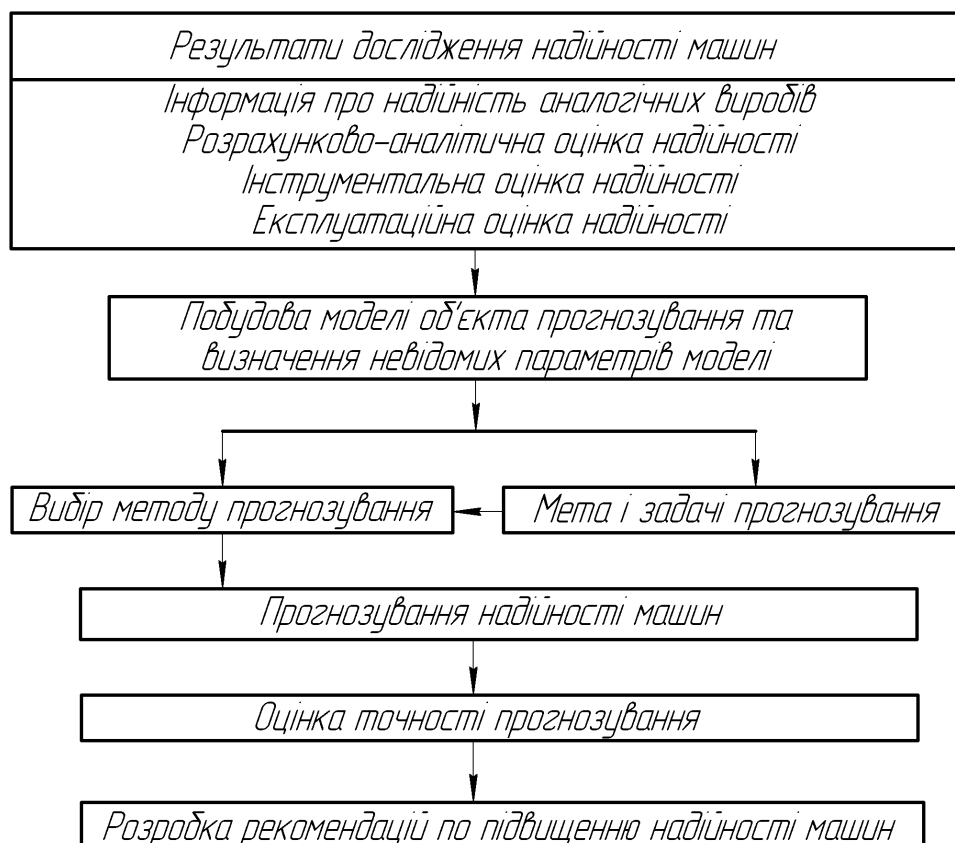 Результати дослідження надійності машин
Інформація про надійність аналогічних виробів
Розрахунково-аналітична оцінка надійності
Інструментальна оцінка надійності
Експлуатаційна оцінка надійності
Побудова моделі об'єкта прогнозування та
визначення невідомих параметрів моделі
Вибір методу прогнозування
Мета і задачі прогнозування
Прогнозування надійності машин
Оцінка точності прогнозування
Розробка рекомендацій по підвищенню надійності машин